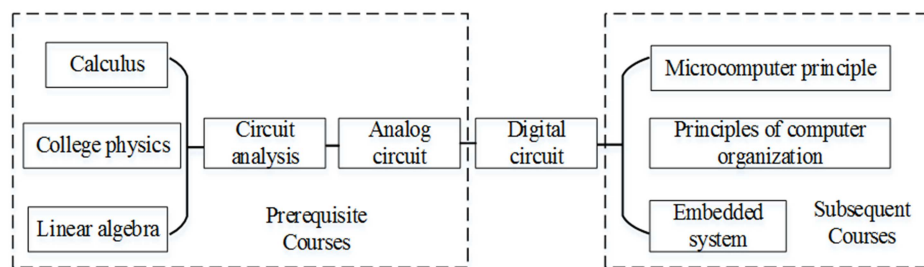 Calculus
College physics
Linear algebra
Circuit
analysis
Analog
circuit
Prerequisite
Courses
Digital
circuit
Microcomputer principle
Principles of computer
organization
Embedded
system
Subsequent
Courses